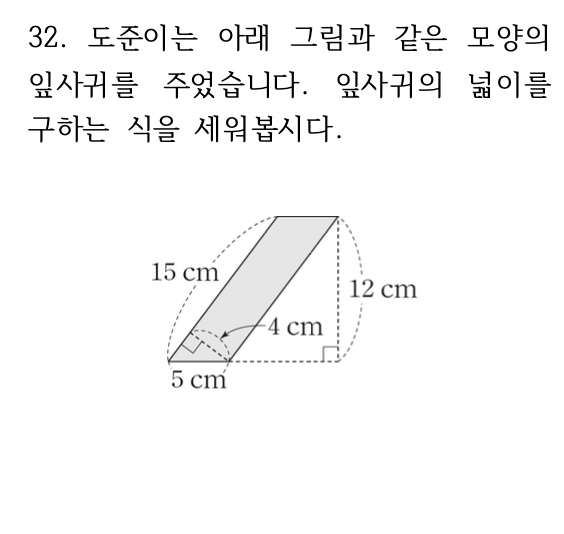 32. 도준이는 아래 그림과 같은 모양의
잎사귀를 주었습니다. 잎사귀의 넓이를
구하는 식을 세워봅시다.
15 cm
12 cm
4 cm
5 cm